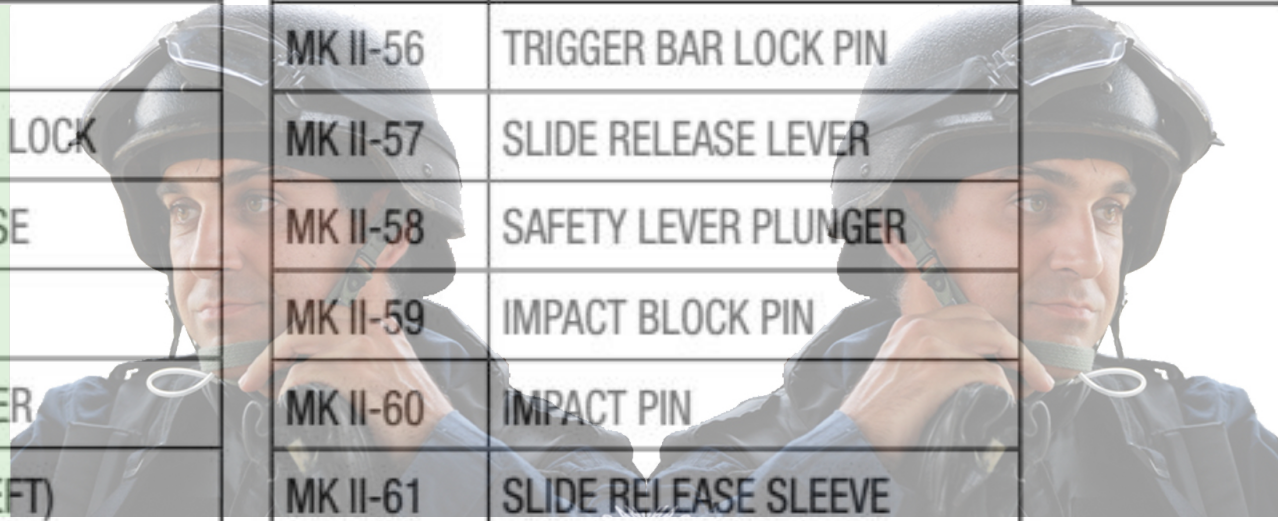 MK II-56 TRIGGER BAR LOCK PIN
LOCK MK II-57 SLIDE RELEASE LEVER
SE MK II-58 SAFETY LEVER PLUNGER
MK II-59 IMPACT BLOCK PIN
ER MK II-60 IMPACT PIN
EFT) MK II-61 SLIDE RELEASE SLEEVE